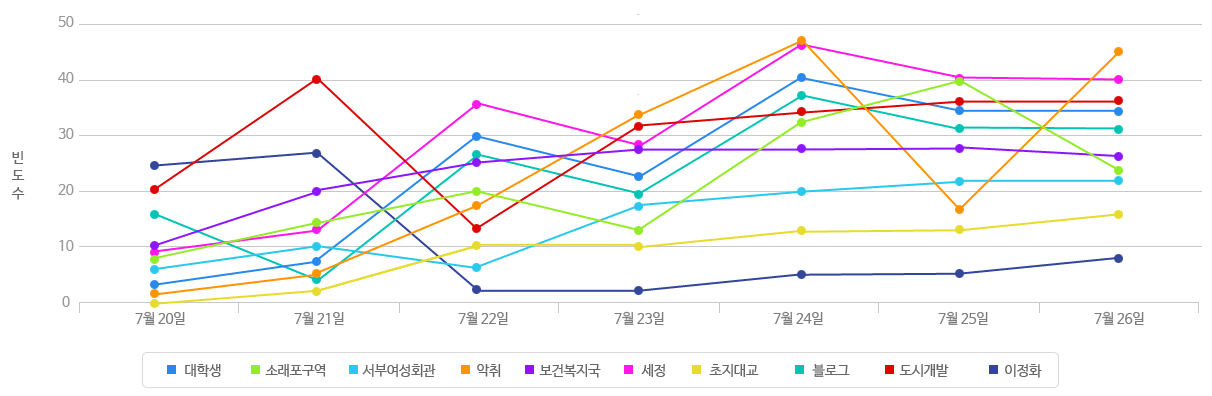 50
40
30
20
10
0
빈도수
7월 20일 7월 21일 7월 22일 7월 23일 7월 24일 7월 25일 7월 26일
대학생 소래포구역 서부여성회관 악취 보건복지국 세정 초지대교 블로그 도시개발 이정화